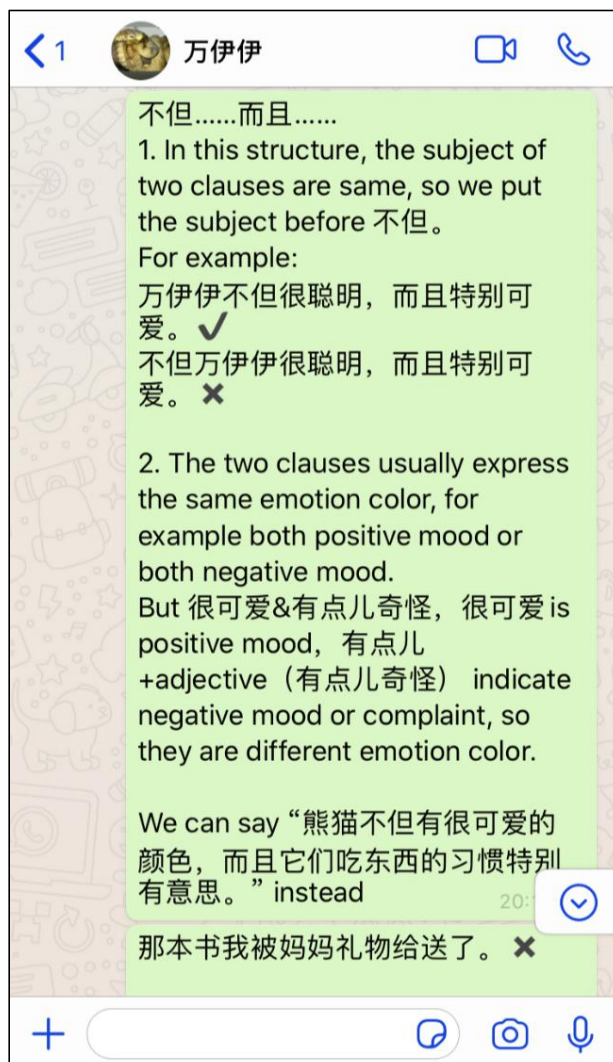 1
万伊伊
不但……而且……
1. In this structure, the subject of
two clauses are same, so we put
the subject before 不但。
For example:
万伊伊不但很聪明，而且特别可
爱。✔
不但万伊伊很聪明，而且特别可
爱。✖
2. The two clauses usually express
the same emotion color, for
example both positive mood or
both negative mood.
But 很可爱&有点儿奇怪，很可爱is
positive mood，有点儿
+adjective（有点儿奇怪） indicate
negative mood or complaint, so
they are different emotion color.
We can say “熊猫不但有很可爱的
颜色，而且它们吃东西的习惯特别
有意思。” instead
20:
那本书我被妈妈礼物给送了。✖